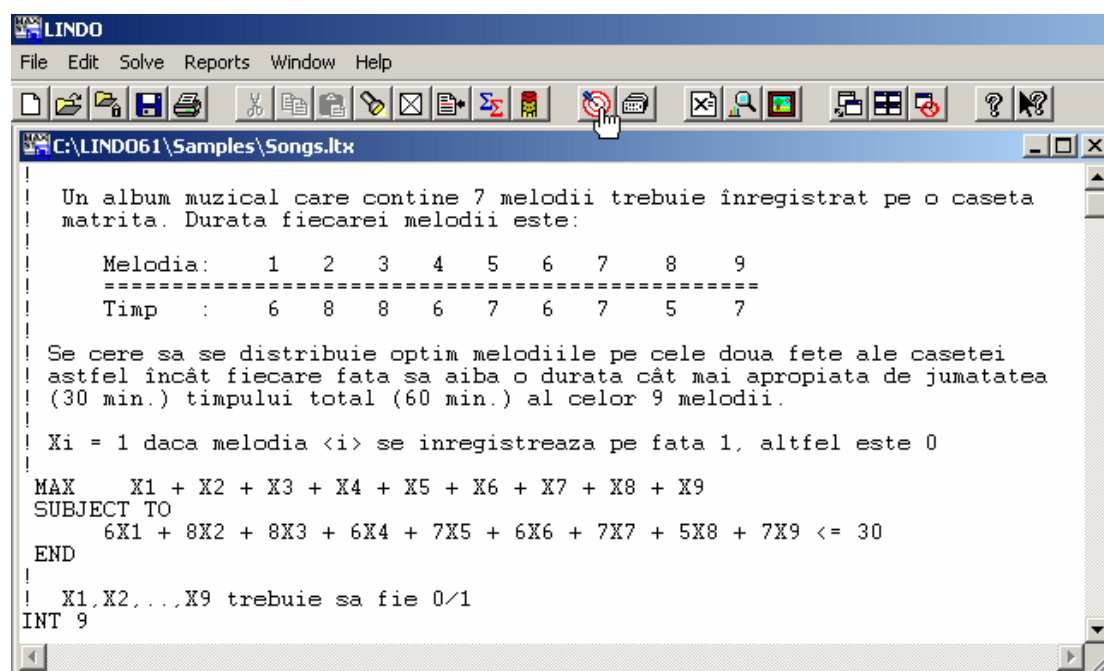 LINDO
File Edit Solve Reports Window Help
C:\LINDO61\Samples\Songs.ltx
!
! Un album muzical care contine 7 melodii trebuie înregistrat pe o caseta
! matrita. Durata fiecarei melodii este:
!
! Melodia: 1 2 3 4 5 6 7 8 9
! ================================================
! Timp : 6 8 8 6 7 6 7 5 7
!
! Se cere sa se distribuie optim melodiile pe cele doua fete ale casetei
! astfel încât fiecare fata sa aiba o durata cât mai apropiata de jumatatea
! (30 min.) timpului total (60 min.) al celor 9 melodii.
!
! Xi = 1 daca melodia <i> se inregistreaza pe fata 1, altfel este 0
!
MAX X1 + X2 + X3 + X4 + X5 + X6 + X7 + X8 + X9
SUBJECT TO
6X1 + 8X2 + 8X3 + 6X4 + 7X5 + 6X6 + 7X7 + 5X8 + 7X9 <= 30
END
!
! X1,X2,..,X9 trebuie sa fie 0/1
INT 9